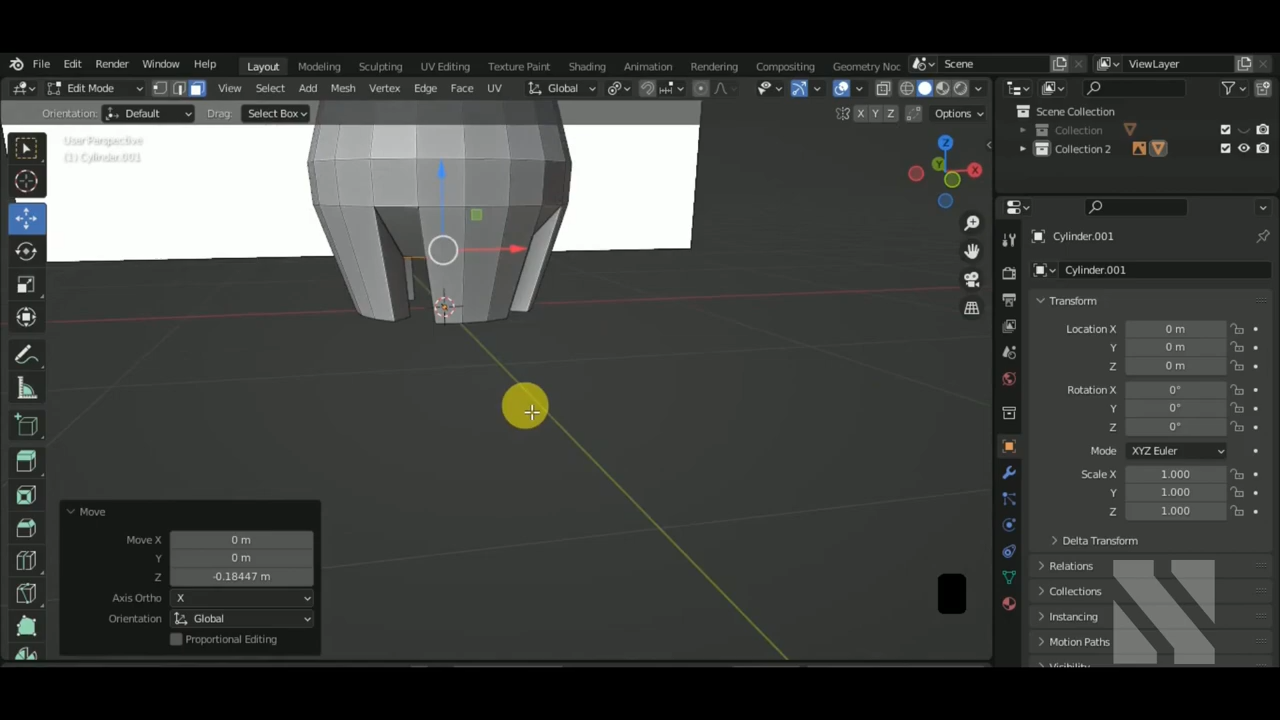 File Edit Render Window Help Layout Modeling Sculpting UV Editing Texture Paint Shading Animation Rendering Compositing Geometry Noc Scene ViewLayer
Edit Mode View Select Add Mesh Vertex Edge Face UV Global
Orientation: Default Drag: Select Box X Y Z Options
User Perspective
(1) Cylinder.001
Z
Y
X
Scene Collection
Collection
Collection 2
Cylinder.001
Cylinder.001
Transform
Location X 0 m
Y 0 m
Z 0 m
Rotation X 0°
Y 0°
Z 0°
Mode XYZ Euler
Scale X 1.000
Y 1.000
Z 1.000
Delta Transform
Relations
Collections
Instancing
Motion Paths
Visibility
Move
Move X 0 m
Y 0 m
Z -0.18447 m
Axis Ortho X
Orientation Global
Proportional Editing